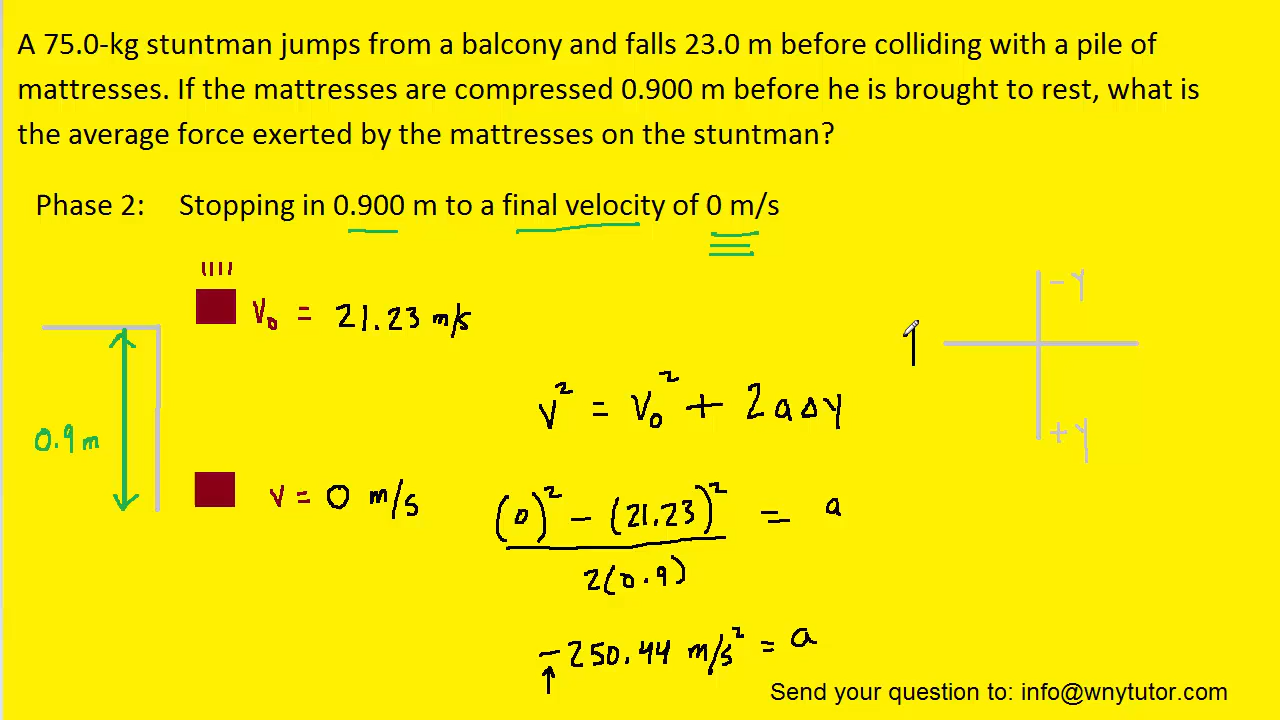 A 75.0-kg stuntman jumps from a balcony and falls 23.0 m before colliding with a pile of
mattresses. If the mattresses are compressed 0.900 m before he is brought to rest, what is
the average force exerted by the mattresses on the stuntman?
Phase 2: Stopping in 0.900 m to a final velocity of 0 m/s
v₀ = 21.23 m/s
-y
v² = v₀² + 2aΔy
+y
0.9m
v = 0 m/s
(0)² - (21.23)² = a
2(0.9)
-250.44 m/s² = a
Send your question to: info@wnytutor.com